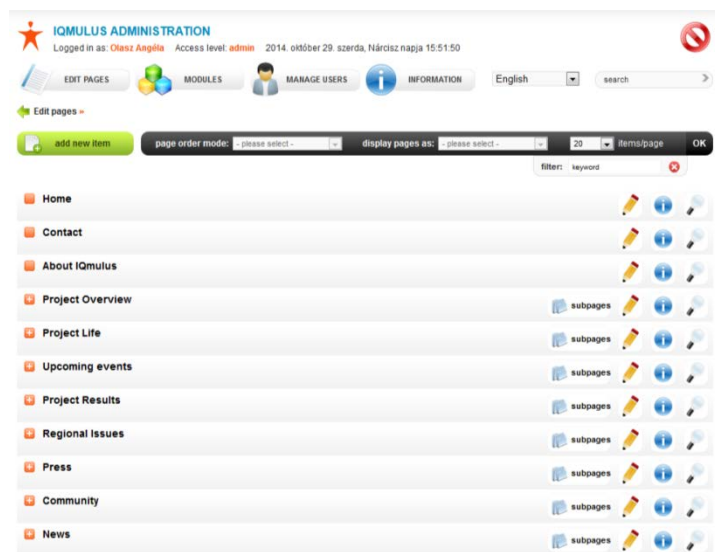 IQMULUS ADMINISTRATION
Logged in as: Olasz Angéla Access level: admin 2014. október 29. szerda, Nárcisz napja 15:51:50
EDIT PAGES MODULES MANAGE USERS INFORMATION English search
Edit pages »
add new item page order mode: - please select - display pages as: - please select - 20 items/page OK
filter: keyword
Home
Contact
About IQmulus
Project Overview subpages
Project Life subpages
Upcoming events subpages
Project Results subpages
Regional Issues subpages
Press subpages
Community subpages
News subpages